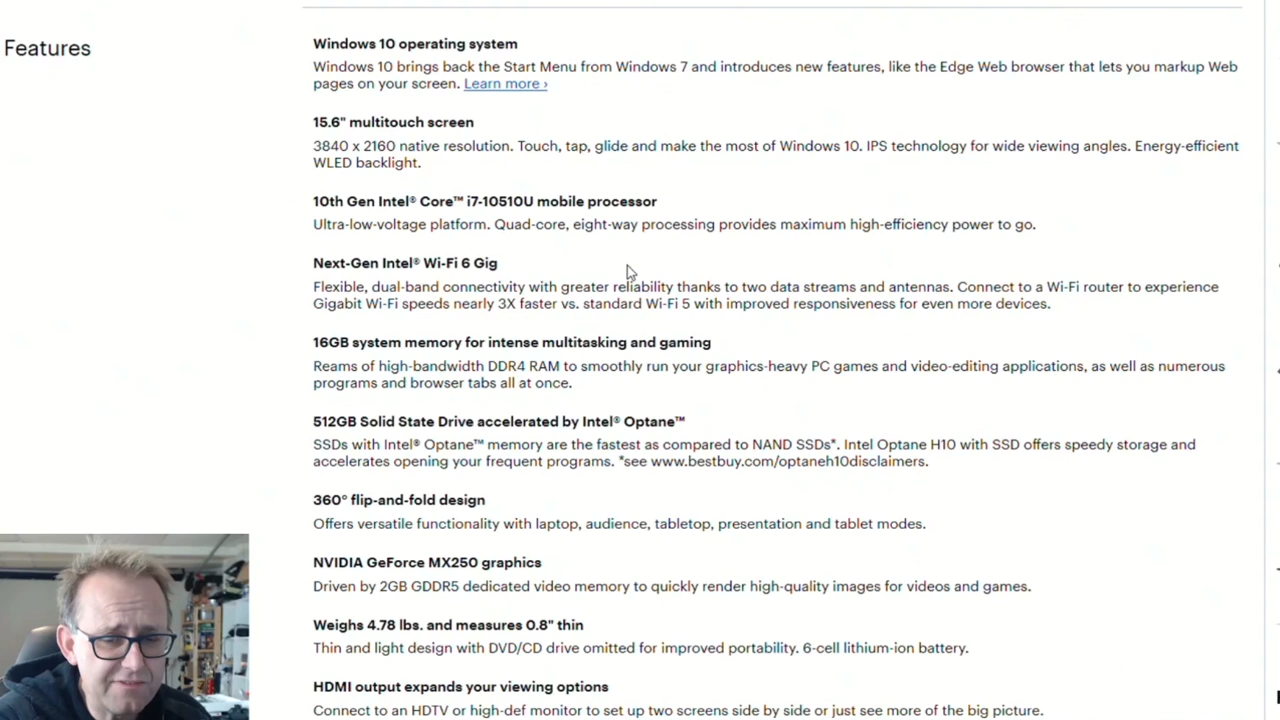 Features
Windows 10 operating system
Windows 10 brings back the Start Menu from Windows 7 and introduces new features, like the Edge Web browser that lets you markup Web
pages on your screen. Learn more ›
15.6" multitouch screen
3840 x 2160 native resolution. Touch, tap, glide and make the most of Windows 10. IPS technology for wide viewing angles. Energy-efficient
WLED backlight.
10th Gen Intel® Core™ i7-10510U mobile processor
Ultra-low-voltage platform. Quad-core, eight-way processing provides maximum high-efficiency power to go.
Next-Gen Intel® Wi-Fi 6 Gig
Flexible, dual-band connectivity with greater reliability thanks to two data streams and antennas. Connect to a Wi-Fi router to experience
Gigabit Wi-Fi speeds nearly 3X faster vs. standard Wi-Fi 5 with improved responsiveness for even more devices.
16GB system memory for intense multitasking and gaming
Reams of high-bandwidth DDR4 RAM to smoothly run your graphics-heavy PC games and video-editing applications, as well as numerous
programs and browser tabs all at once.
512GB Solid State Drive accelerated by Intel® Optane™
SSDs with Intel® Optane™ memory are the fastest as compared to NAND SSDs*. Intel Optane H10 with SSD offers speedy storage and
accelerates opening your frequent programs. *see www.bestbuy.com/optaneh10disclaimers.
360° flip-and-fold design
Offers versatile functionality with laptop, audience, tabletop, presentation and tablet modes.
NVIDIA GeForce MX250 graphics
Driven by 2GB GDDR5 dedicated video memory to quickly render high-quality images for videos and games.
Weighs 4.78 lbs. and measures 0.8" thin
Thin and light design with DVD/CD drive omitted for improved portability. 6-cell lithium-ion battery.
HDMI output expands your viewing options
Connect to an HDTV or high-def monitor to set up two screens side by side or just see more of the big picture.